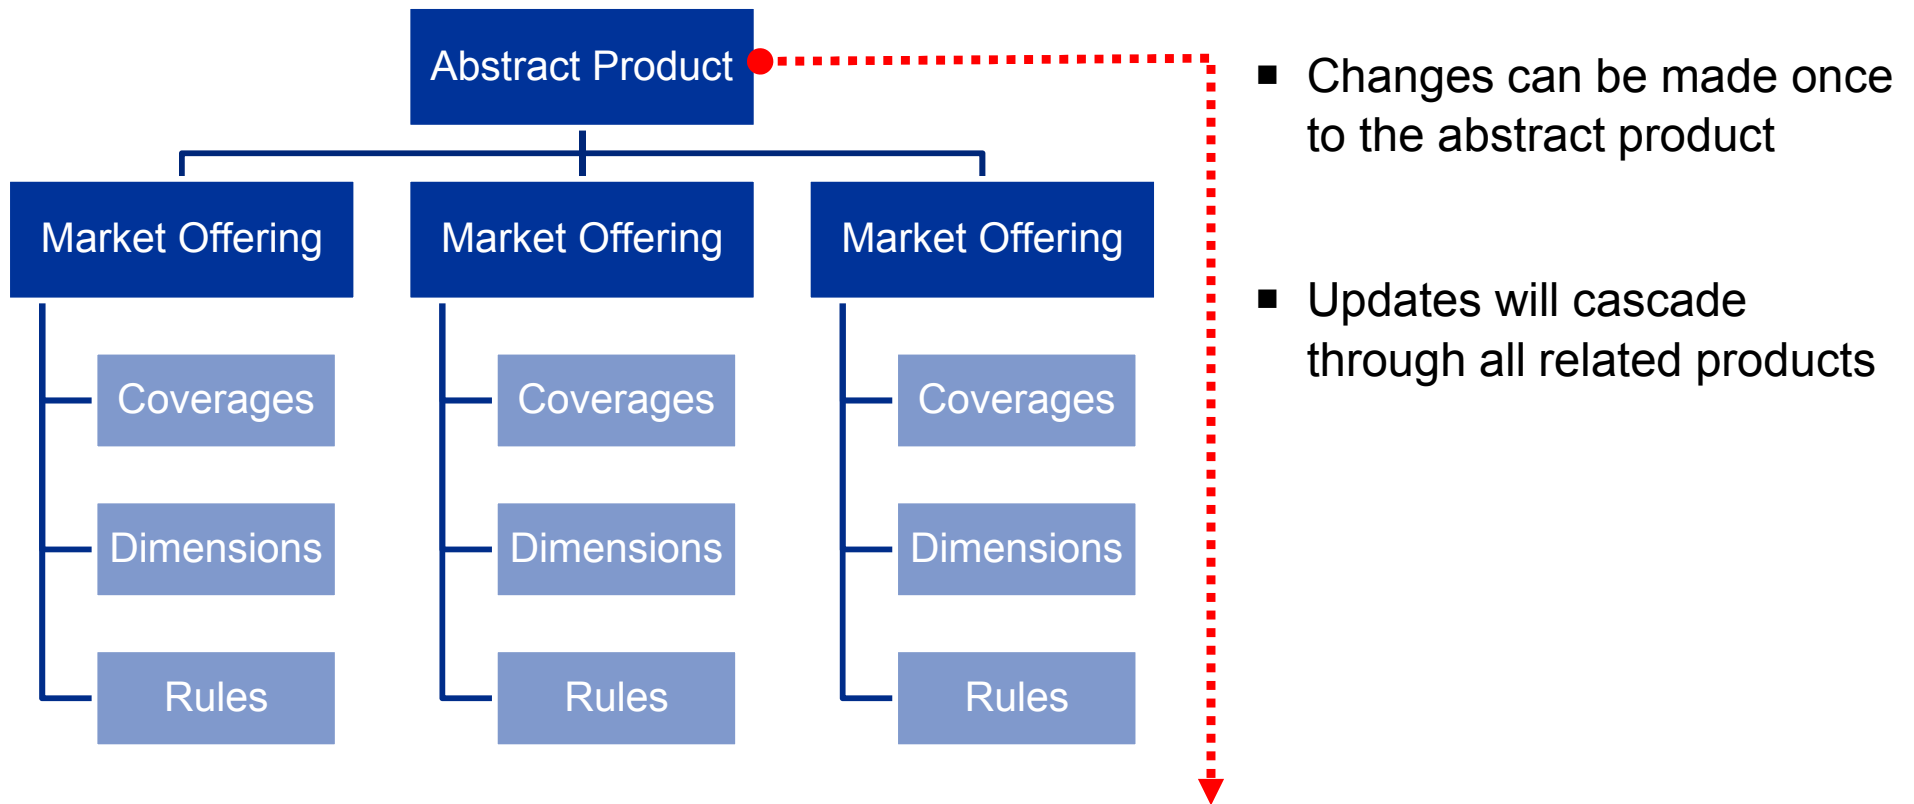 Abstract Product
Market Offering
Market Offering
Market Offering
Coverages
Coverages
Coverages
Dimensions
Dimensions
Dimensions
Rules
Rules
Rules
■ Changes can be made once
to the abstract product
■ Updates will cascade
through all related products